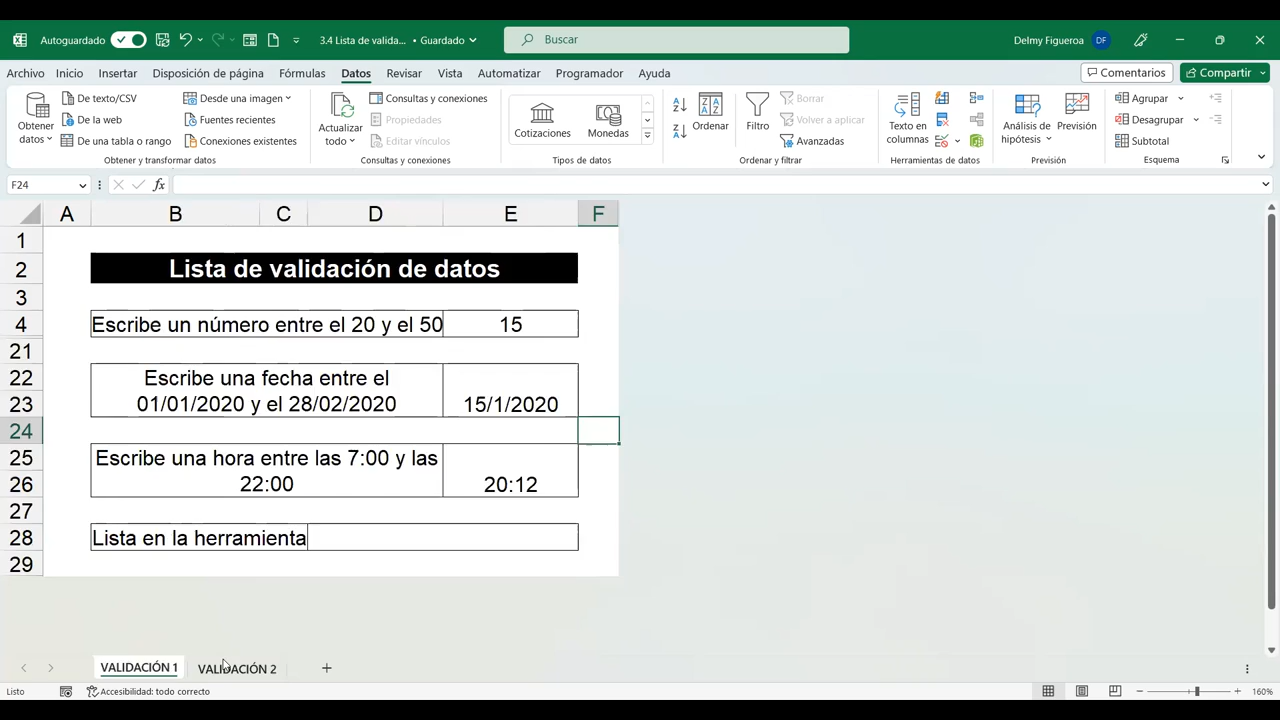 Autoguardado
3.4 Lista de valida... • Guardado
Buscar
Delmy Figueroa DF
Archivo Inicio Insertar Disposición de página Fórmulas Datos Revisar Vista Automatizar Programador Ayuda
Comentarios Compartir
Obtener datos
De texto/CSV
De la web
De una tabla o rango
Desde una imagen
Fuentes recientes
Conexiones existentes
Obtener y transformar datos
Actualizar todo
Consultas y conexiones
Propiedades
Editar vínculos
Consultas y conexiones
Cotizaciones
Monedas
Tipos de datos
Ordenar
Filtro
Borrar
Volver a aplicar
Avanzadas
Ordenar y filtrar
Texto en columnas
Herramientas de datos
Análisis de hipótesis
Previsión
Previsión
Agrupar
Desagrupar
Subtotal
Esquema
F24
fx
A B C D E F
1
2 Lista de validación de datos
3
4 Escribe un número entre el 20 y el 50 15
21
22 Escribe una fecha entre el
23 01/01/2020 y el 28/02/2020 15/1/2020
24
25 Escribe una hora entre las 7:00 y las
26 22:00 20:12
27
28 Lista en la herramienta
29
VALIDACIÓN 1 VALIDACIÓN 2
Listo
Accesibilidad: todo correcto
160%